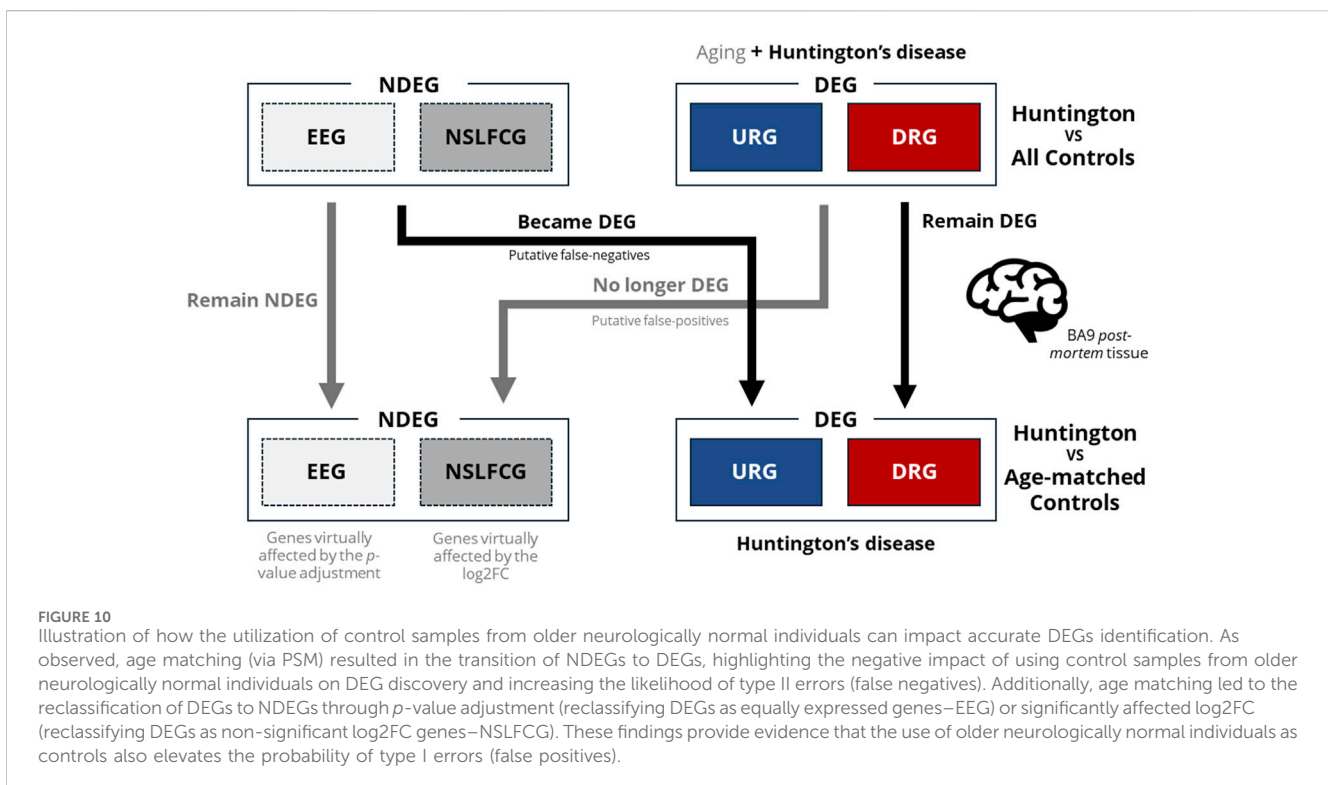 Aging + Huntington's disease
NDEG
DEG
EEG
NSLFCG
URG
DRG
Huntington
VS
All Controls
Became DEG
Putative false-negatives
Remain DEG
No longer DEG
Putative false-positives
Remain NDEG
BA9 post-
mortem tissue
NDEG
DEG
EEG
NSLFCG
URG
DRG
Huntington
VS
Age-matched
Controls
Genes virtually
affected by the p-
value adjustment
Genes virtually
affected by the
log2FC
Huntington's disease
FIGURE 10
Illustration of how the utilization of control samples from older neurologically normal individuals can impact accurate DEGs identification. As
observed, age matching (via PSM) resulted in the transition of NDEGs to DEGs, highlighting the negative impact of using control samples from older
neurologically normal individuals on DEG discovery and increasing the likelihood of type II errors (false negatives). Additionally, age matching led to the
reclassification of DEGs to NDEGs through p-value adjustment (reclassifying DEGs as equally expressed genes–EEG) or significantly affected log2FC
(reclassifying DEGs as non-significant log2FC genes–NSLFCG). These findings provide evidence that the use of older neurologically normal individuals as
controls also elevates the probability of type I errors (false positives).